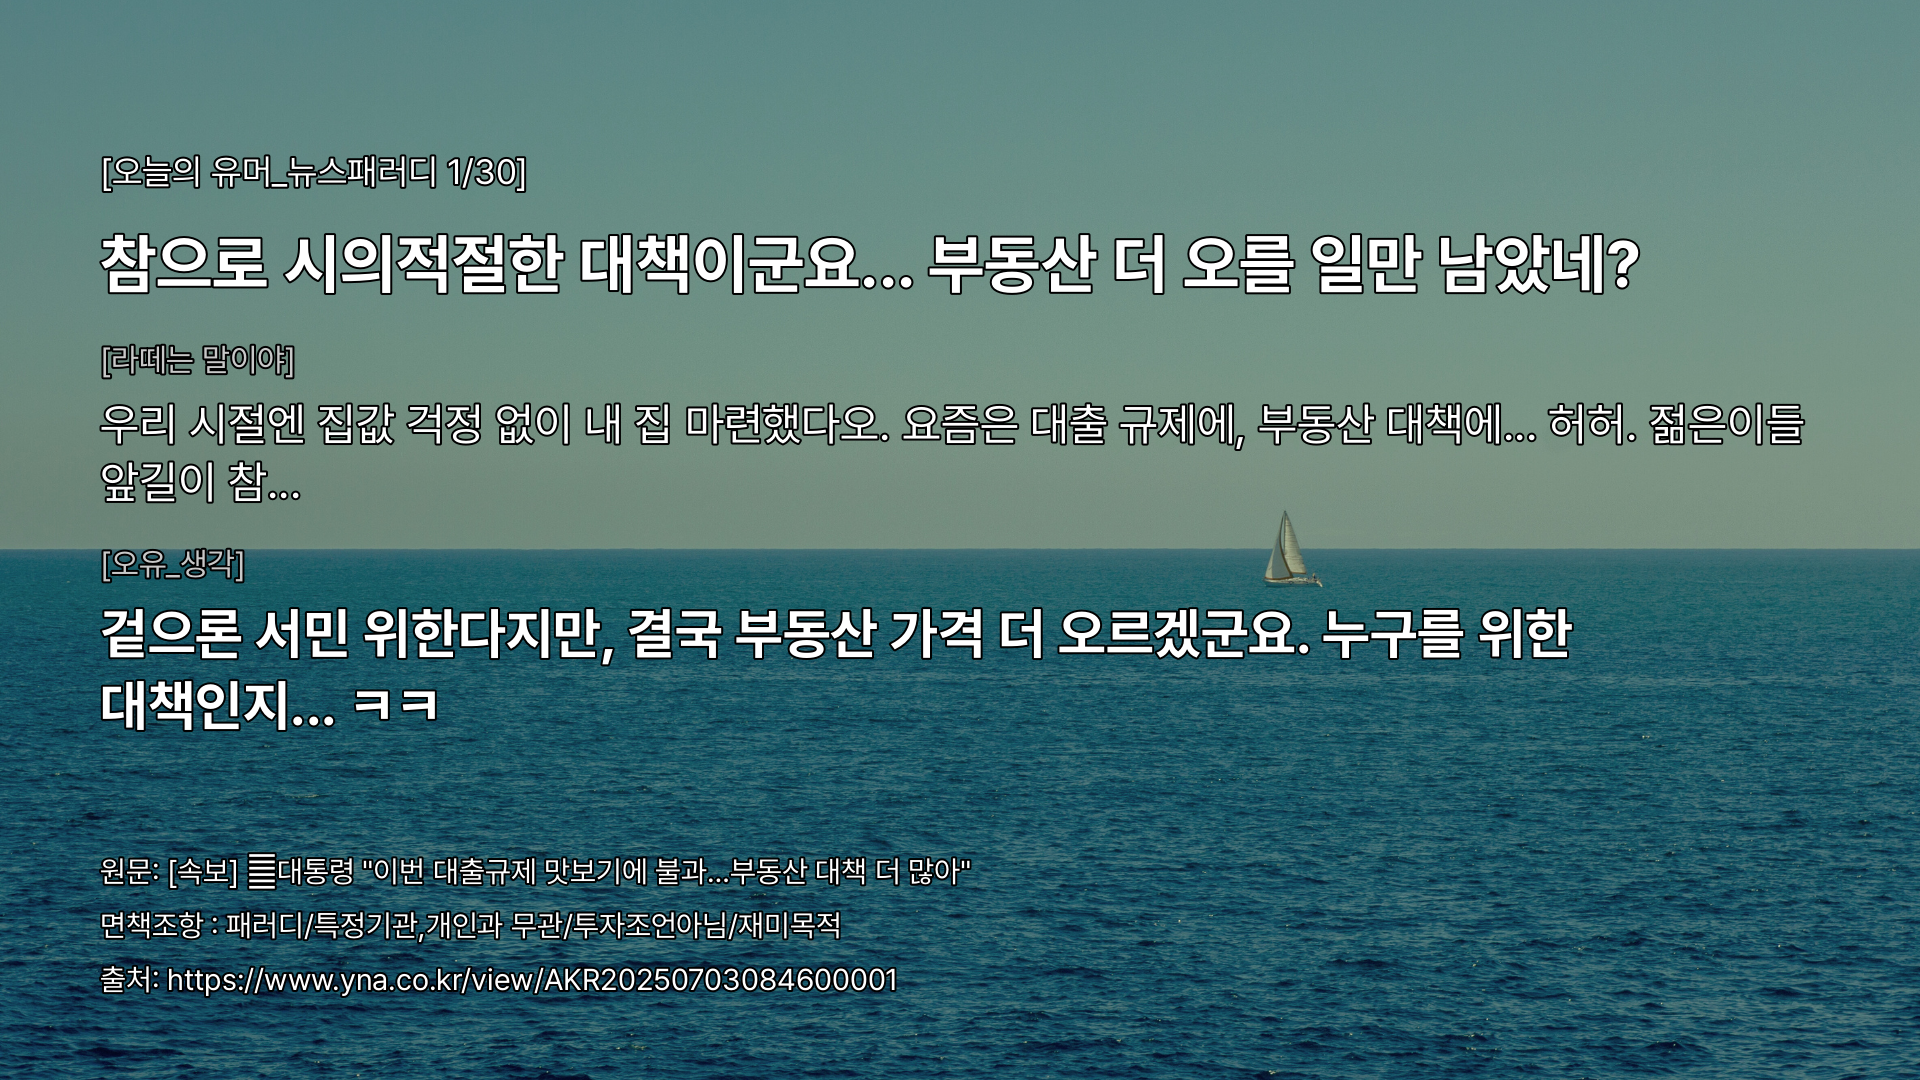 [오늘의 유머_뉴스패러디 1/30]
참으로 시의적절한 대책이군요... 부동산 더 오를 일만 남았네?
[라떼는 말이야]
우리 시절엔 집값 걱정 없이 내 집 마련했다오. 요즘은 대출 규제에, 부동산 대책에... 허허. 젊은이들
앞길이 참...
[오유_생각]
겉으론 서민 위한다지만, 결국 부동산 가격 더 오르겠군요. 누구를 위한
대책인지... ㅋㅋ
원문: [속보] 대통령 "이번 대출규제 맛보기에 불과...부동산 대책 더 많아"
면책조항 : 패러디/특정기관,개인과 무관/투자조언아님/재미목적
출처: https://www.yna.co.kr/view/AKR20250703084600001